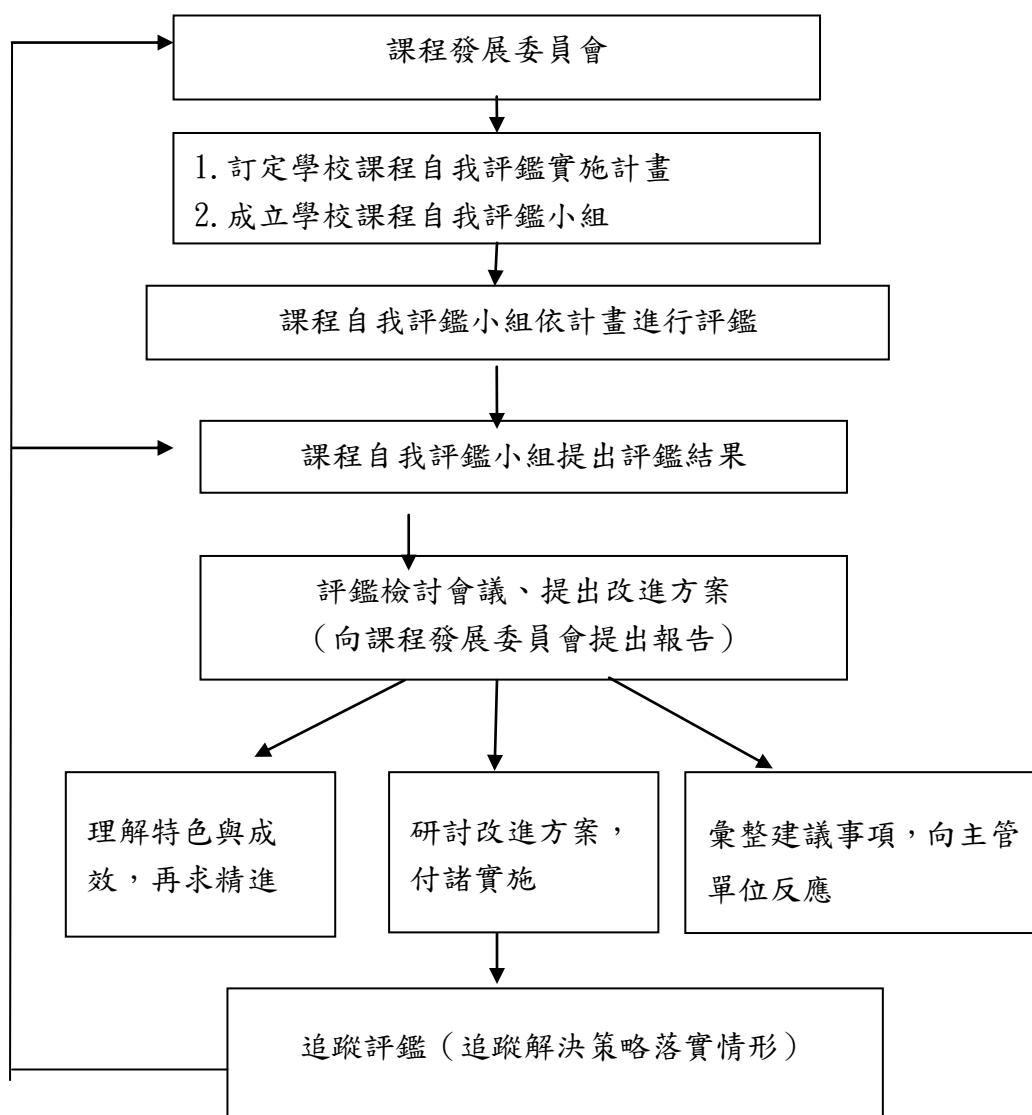 課程發展委員會
1.訂定學校課程自我評鑑實施計畫
2.成立學校課程自我評鑑小組
課程自我評鑑小組依計畫進行評鑑
課程自我評鑑小組提出評鑑結果
評鑑檢討會議、提出改進方案
（向課程發展委員會提出報告）
理解特色與成
效，再求精進
研討改進方案，
付諸實施
彙整建議事項，向主管
單位反應
追蹤評鑑（追蹤解決策略落實情形）